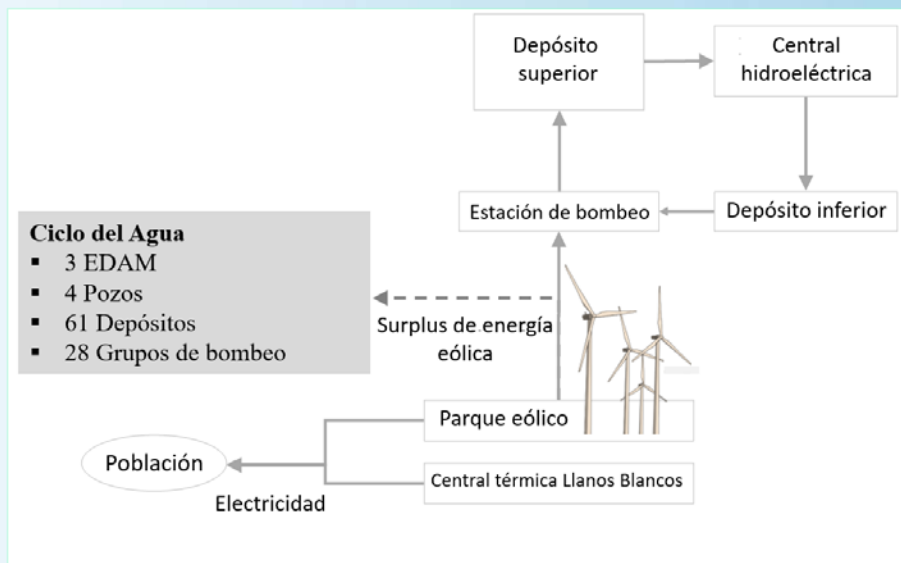 Depósito
superior
Central
hidroeléctrica
Estación de bombeo
Depósito inferior
Ciclo del Agua
▪ 3 EDAM
▪ 4 Pozos
▪ 61 Depósitos
▪ 28 Grupos de bombeo
Surplus de energía
eólica
Parque eólico
Población
Central térmica Llanos Blancos
Electricidad